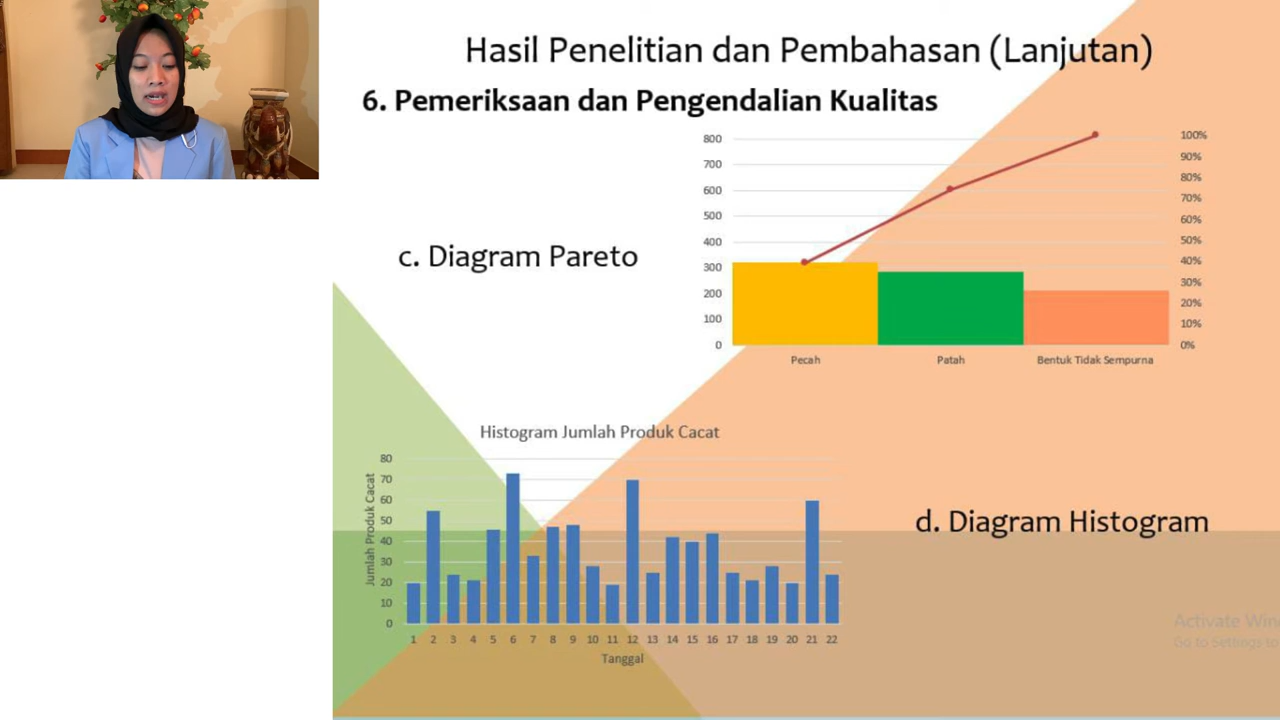 Hasil Penelitian dan Pembahasan (Lanjutan)
6. Pemeriksaan dan Pengendalian Kualitas
c. Diagram Pareto
800
700
600
500
400
300
200
100
0
100%
90%
80%
70%
60%
50%
40%
30%
20%
10%
0%
Pecah Patah Bentuk Tidak Sempurna
Histogram Jumlah Produk Cacat
Jumlah Produk Cacat
80
70
60
50
40
30
20
10
0
1 2 3 4 5 6 7 8 9 10 11 12 13 14 15 16 17 18 19 20 21 22
Tanggal
d. Diagram Histogram
Activate Win
Go to Settings to